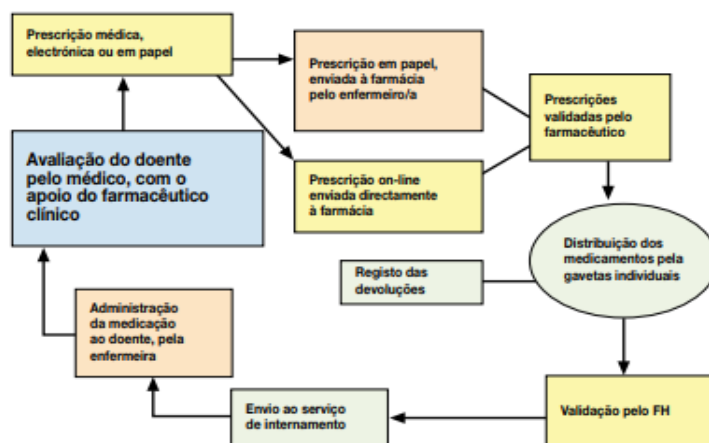 Prescrição médica,
electrónica ou em papel
Prescrição em papel,
enviada à farmácia
pelo enfermeiro/a
Prescrições
validadas pelo
farmacêutico
Avaliação do doente
pelo médico, com o
apoio do farmacêutico
clínico
Prescrição on-line
enviada directamente
à farmácia
Distribuição dos
medicamentos pela
gavetas individuais
Registo das
devoluções
Administração
da medicação
ao doente, pela
enfermeira
Envio ao serviço
de internamento
Validação pelo FH